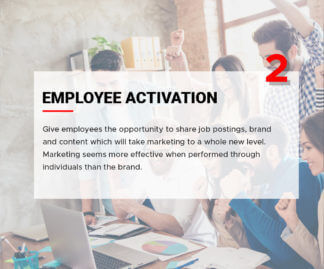 2
EMPLOYEE ACTIVATION
Give employees the opportunity to share job postings, brand
and content which will take marketing to a whole new level.
Marketing seems more effective when performed through
individuals than the brand.